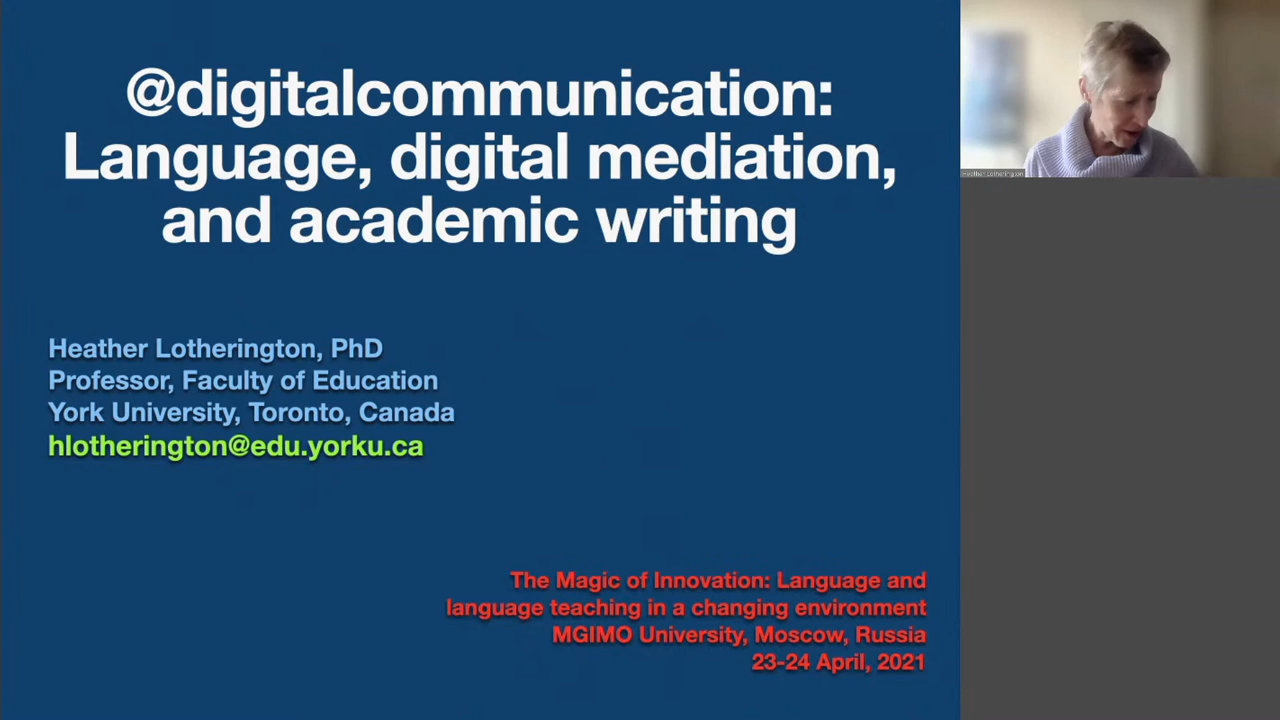 @digitalcommunication:
Language, digital mediation,
and academic writing
Heather Lotherington, PhD
Professor, Faculty of Education
York University, Toronto, Canada
hlotherington@edu.yorku.ca
The Magic of Innovation: Language and
language teaching in a changing environment
MGIMO University, Moscow, Russia
23-24 April, 2021
Heather Lotherington